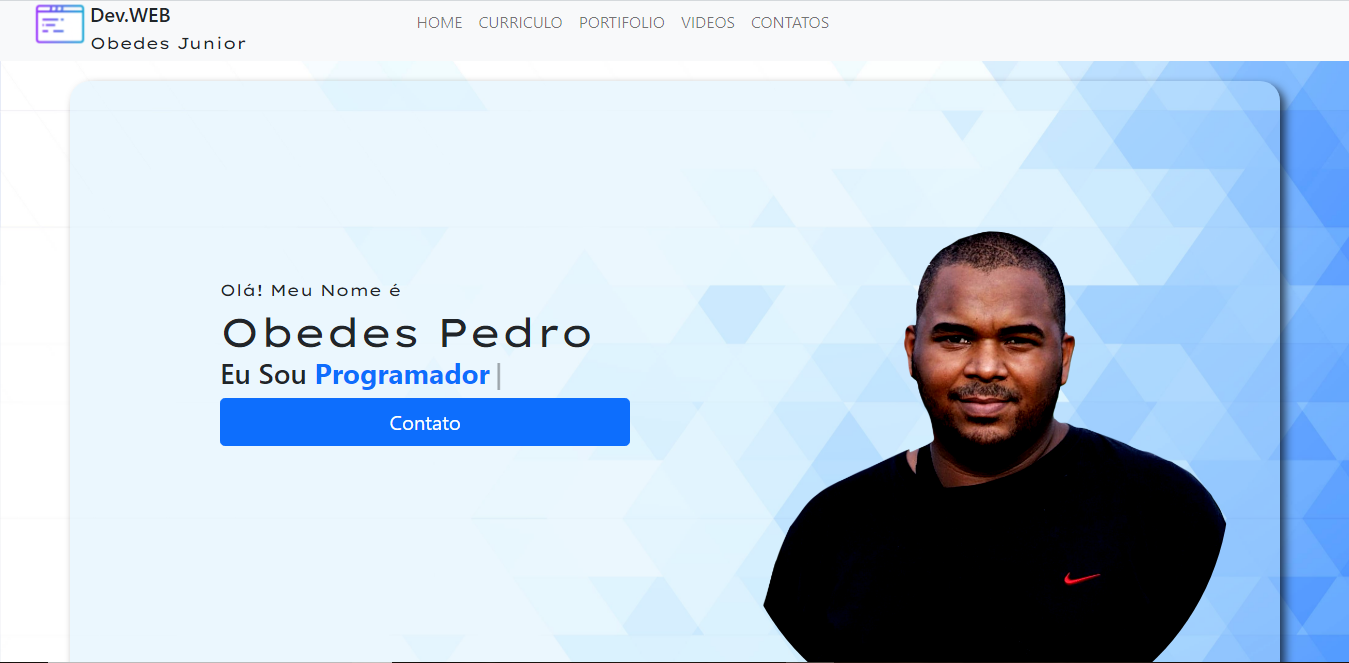 Dev.WEB
Obedes Junior
HOME CURRICULO PORTIFOLIO VIDEOS CONTATOS
Olá! Meu Nome é
Obedes Pedro
Eu Sou Programador |
Contato